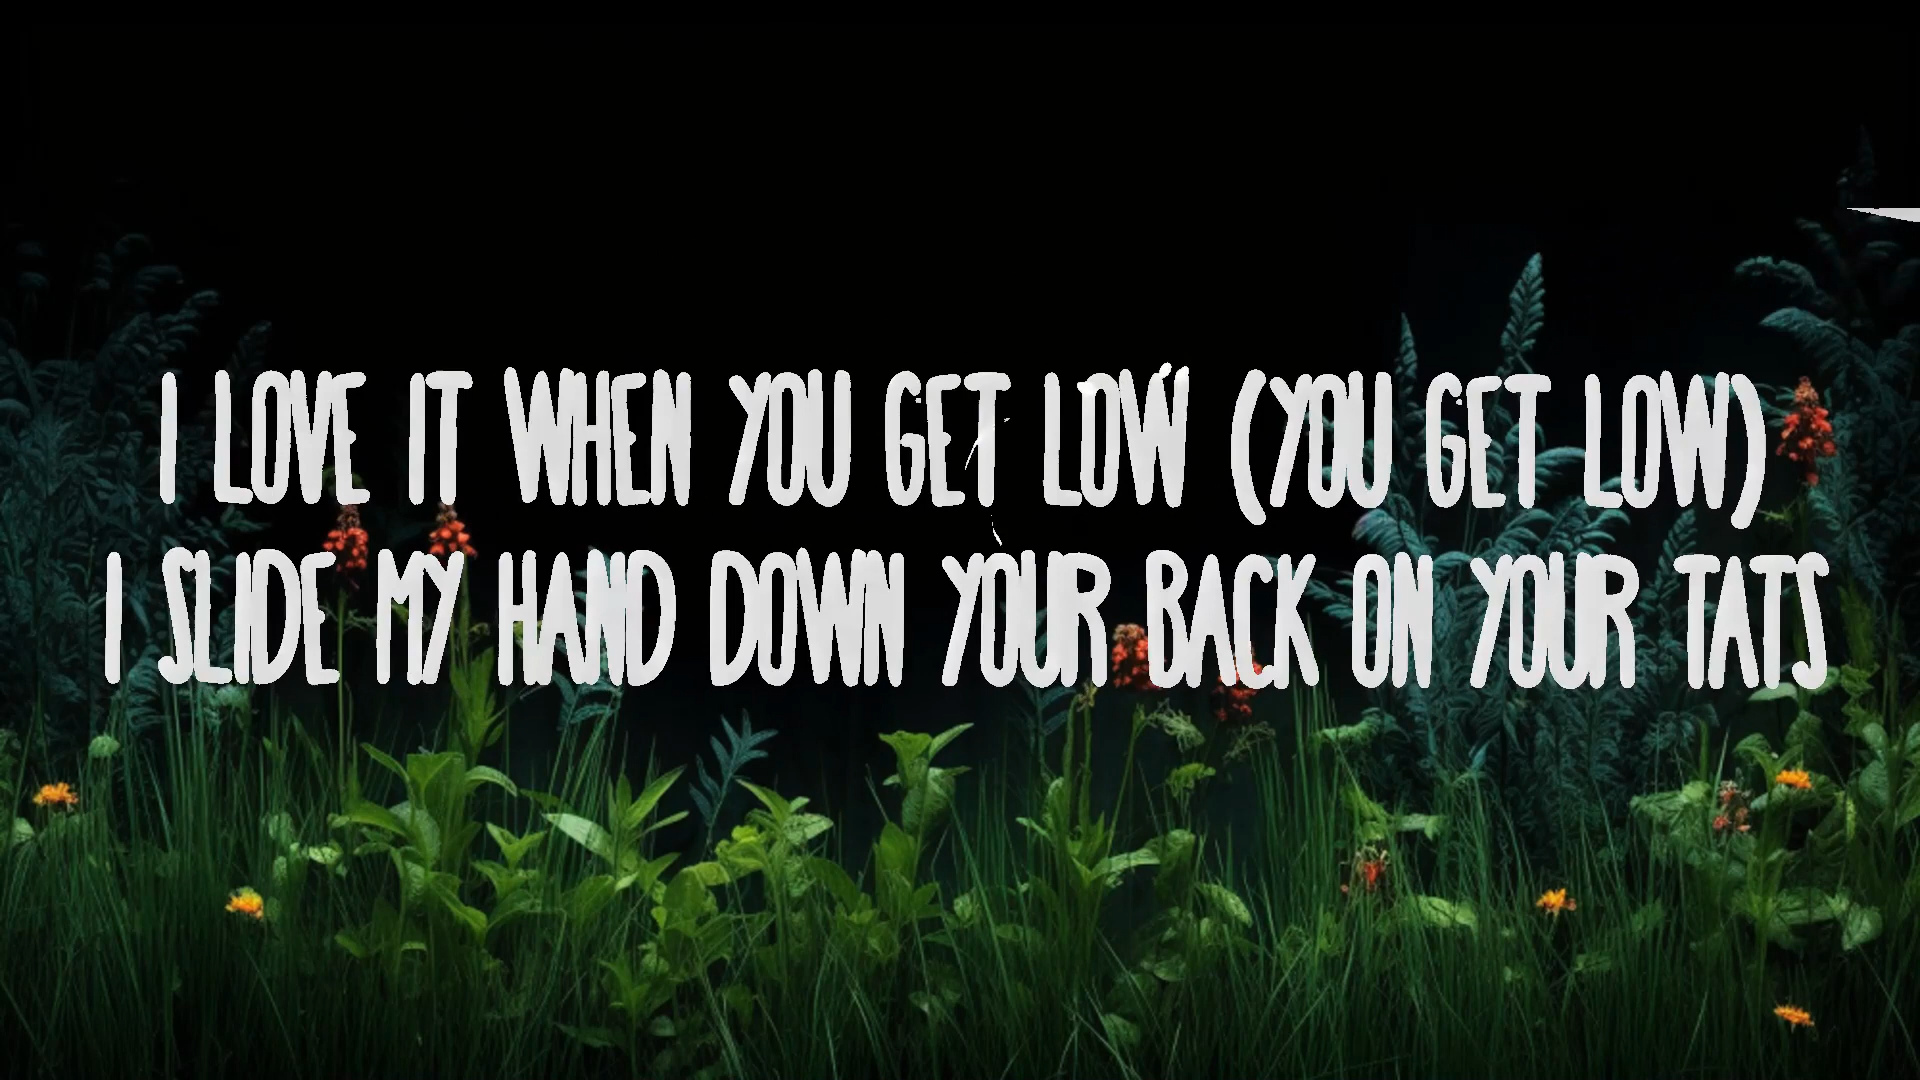 I LOVE IT WHEN YOU GET LOW (YOU GET LOW)
I SLIDE MY HAND DOWN YOUR BACK ON YOUR TATS